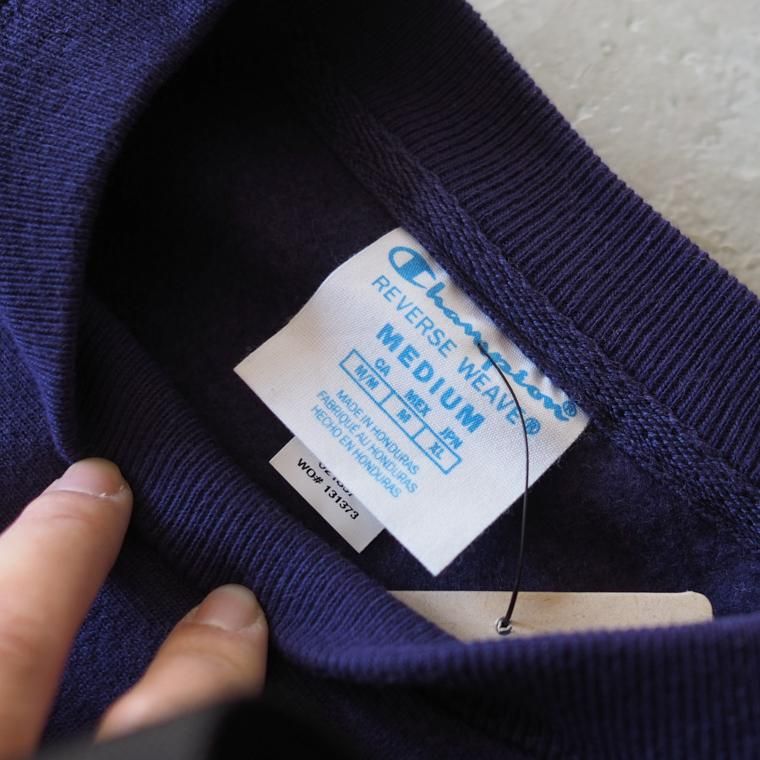 Champion®
REVERSE WEAVE®
MEDIUM
CA MEX JPN
M/M M XL
MADE IN HONDURAS
FABRIQUÉ AU HONDURAS
HECHO EN HONDURAS
WO# 131373